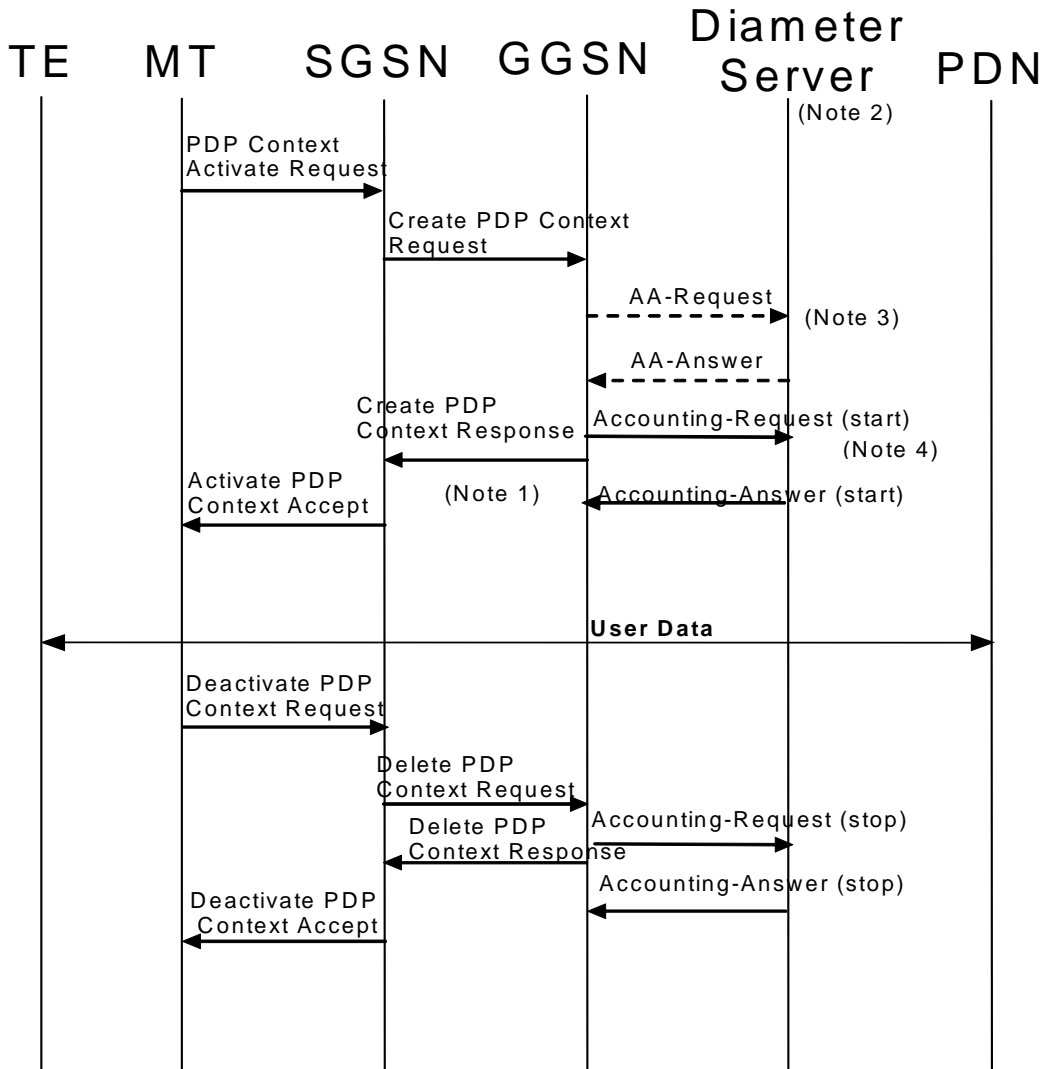 TE
MT
SGSN
GGSN
Diameter
Server
PDN
(Note 2)
PDP Context
Activate Request
Create PDP Context
Request
AA-Request
(Note 3)
AA-Answer
Create PDP
Context Response
Accounting-Request (start)
(Note 4)
Activate PDP
Context Accept
(Note 1)
Accounting-Answer (start)
User Data
Deactivate PDP
Context Request
Delete PDP
Context Request
Accounting-Request (stop)
Delete PDP
Context Response
Accounting-Answer (stop)
Deactivate PDP
Context Accept